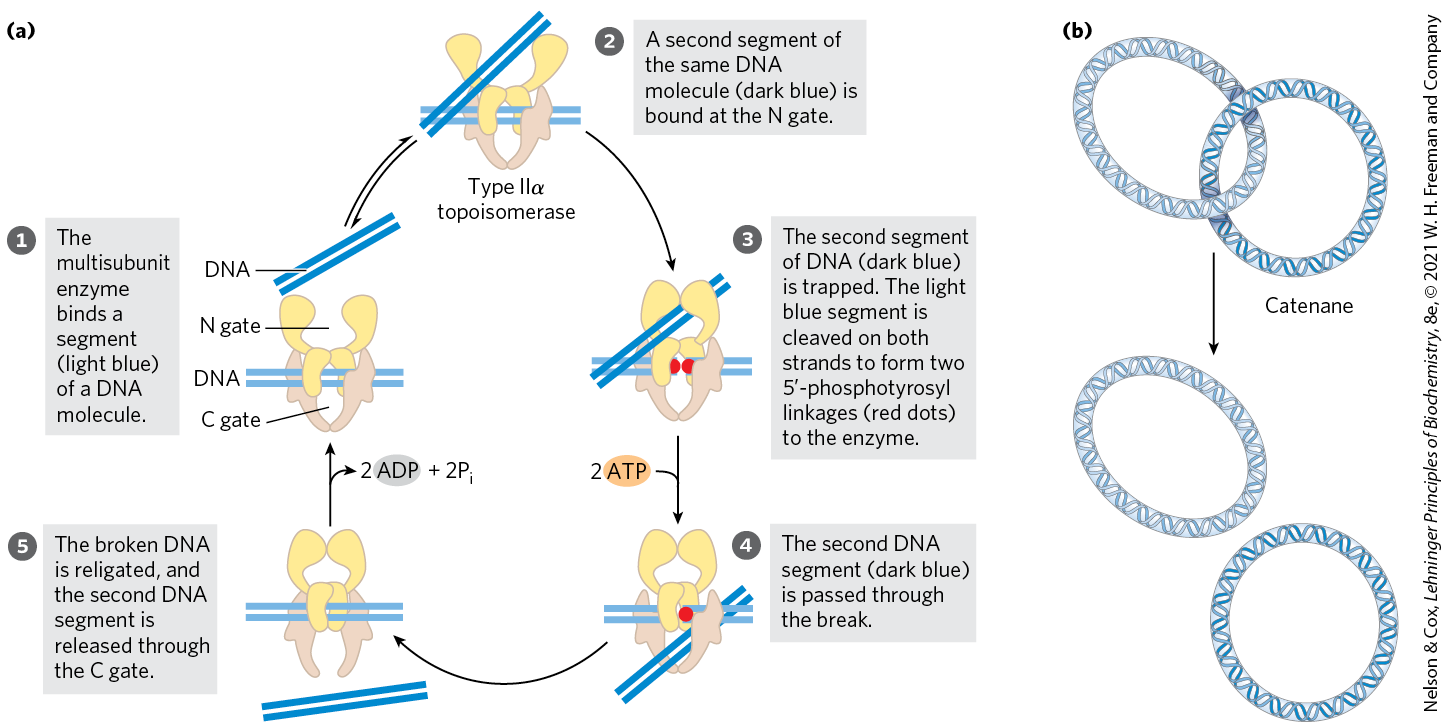 (a)
2
A second segment of
the same DNA
molecule (dark blue) is
bound at the N gate.
Type IIα
topoisomerase
1
The
multisubunit
enzyme
binds a
segment
(light blue)
of a DNA
molecule.
DNA
N gate
DNA
C gate
3
The second segment
of DNA (dark blue)
is trapped. The light
blue segment is
cleaved on both
strands to form two
5′-phosphotyrosyl
linkages (red dots)
to the enzyme.
2 ADP + 2Pi
2 ATP
5
The broken DNA
is religated, and
the second DNA
segment is
released through
the C gate.
4
The second DNA
segment (dark blue)
is passed through
the break.
(b)
Catenane
Nelson & Cox, Lehninger Principles of Biochemistry, 8e, © 2021 W. H. Freeman and Company